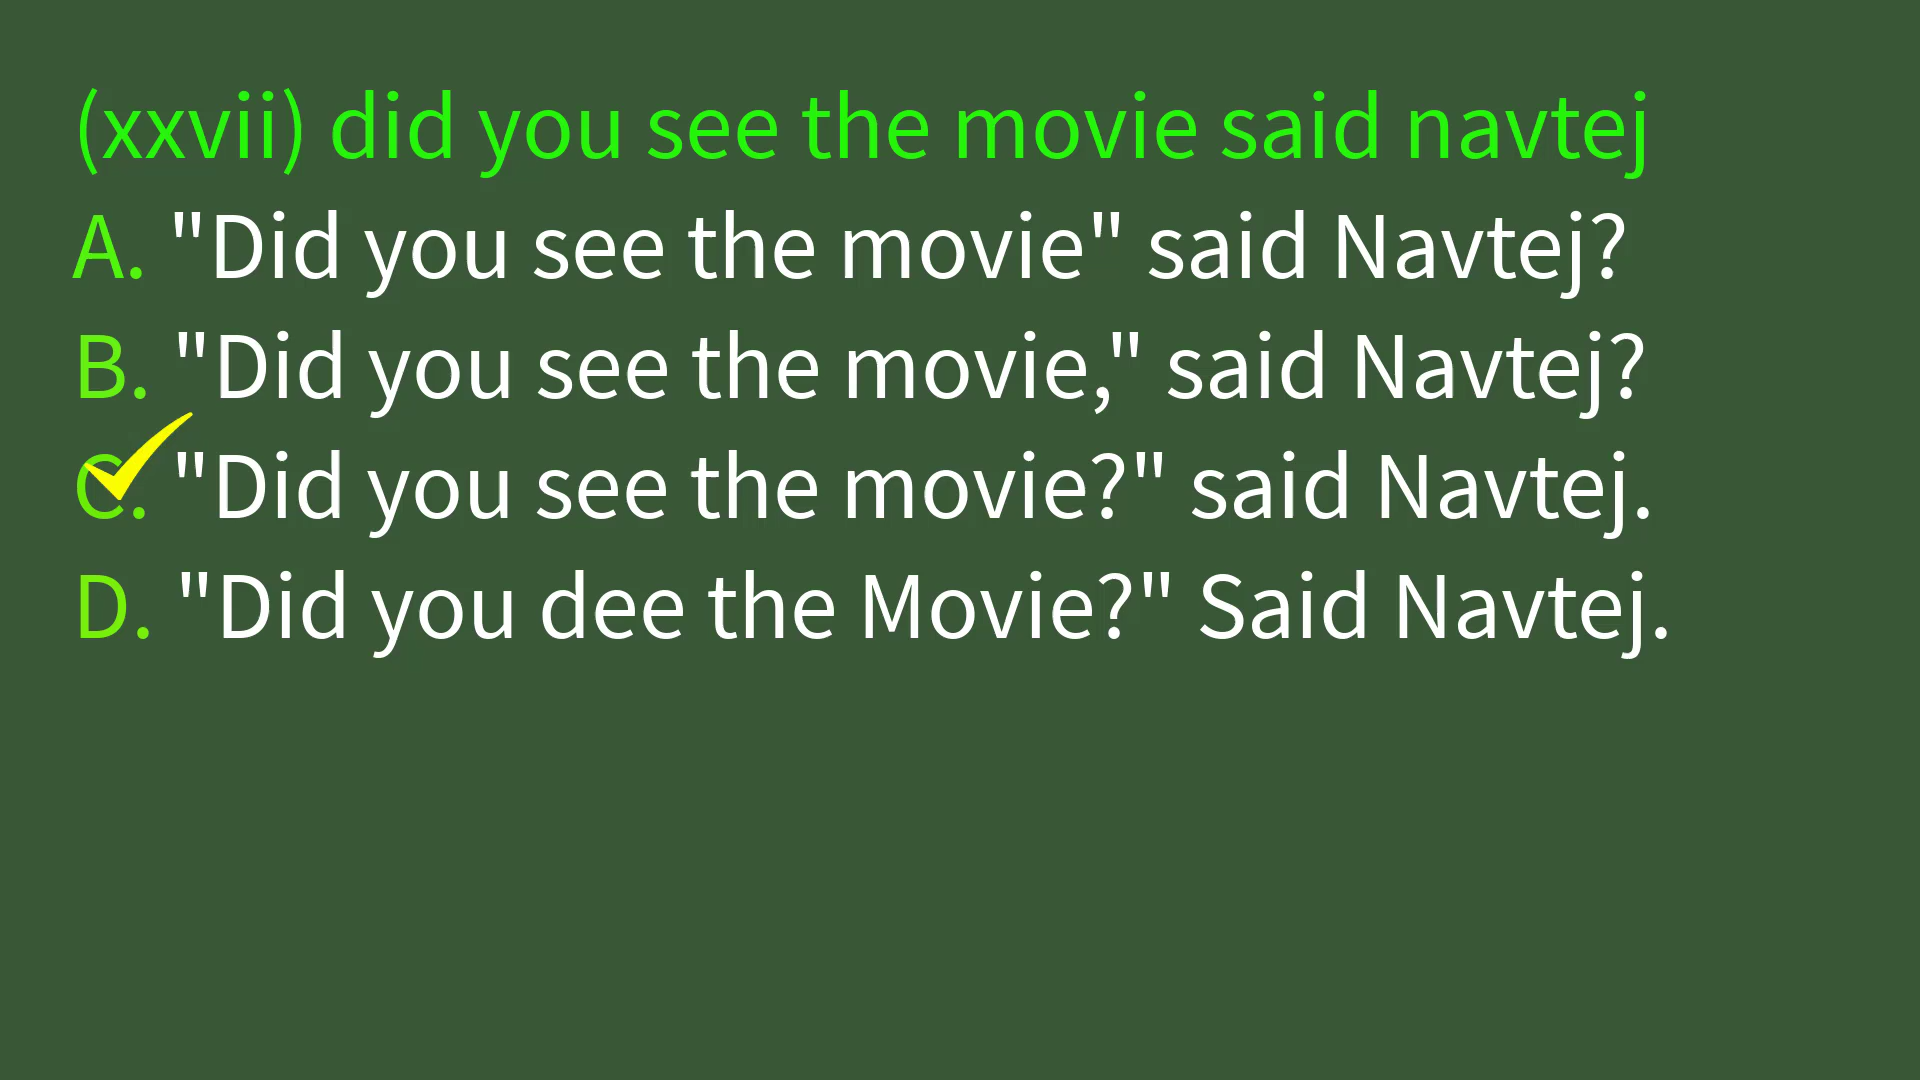 (xxvii) did you see the movie said navtej
A. "Did you see the movie" said Navtej?
B. "Did you see the movie," said Navtej?
C. "Did you see the movie?" said Navtej.
D. "Did you dee the Movie?" Said Navtej.